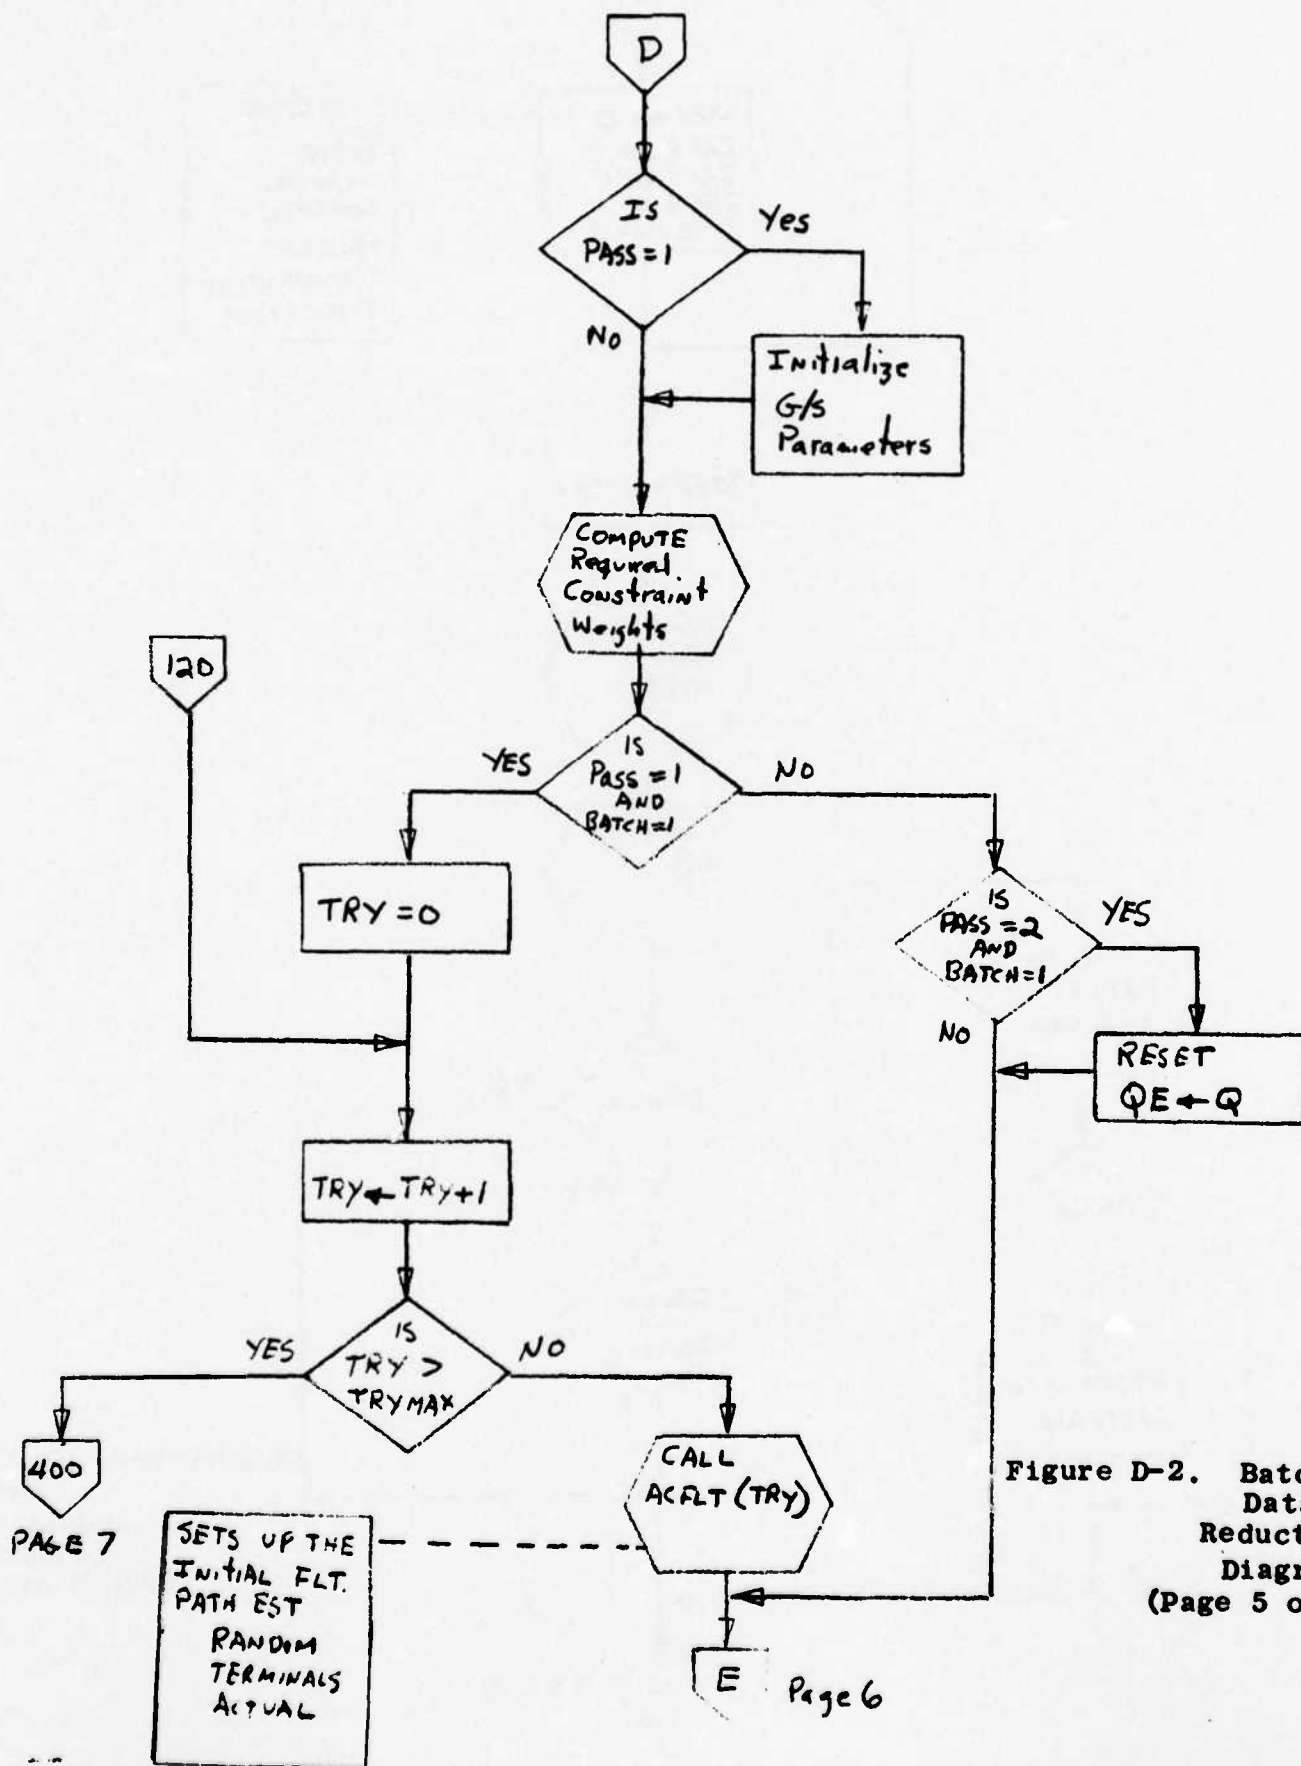 D
IS
PASS=1
Yes
NO
Initialize
G/S
Parameters
COMPUTE
Required
Constraint
Weights
120
IS
Pass = 1
AND
BATCH=1
YES
NO
TRY = 0
IS
PASS = 2
AND
BATCH=1
YES
NO
RESET
QE ← Q
TRY ← TRY+1
IS
TRY >
TRYMAX
YES
NO
400
PAGE 7
CALL
ACFLT (TRY)
SETS UP THE
INITIAL FLT.
PATH EST
RANDOM
TERMINALS
ACTUAL
E
Page 6
Figure D-2.
(Page 5